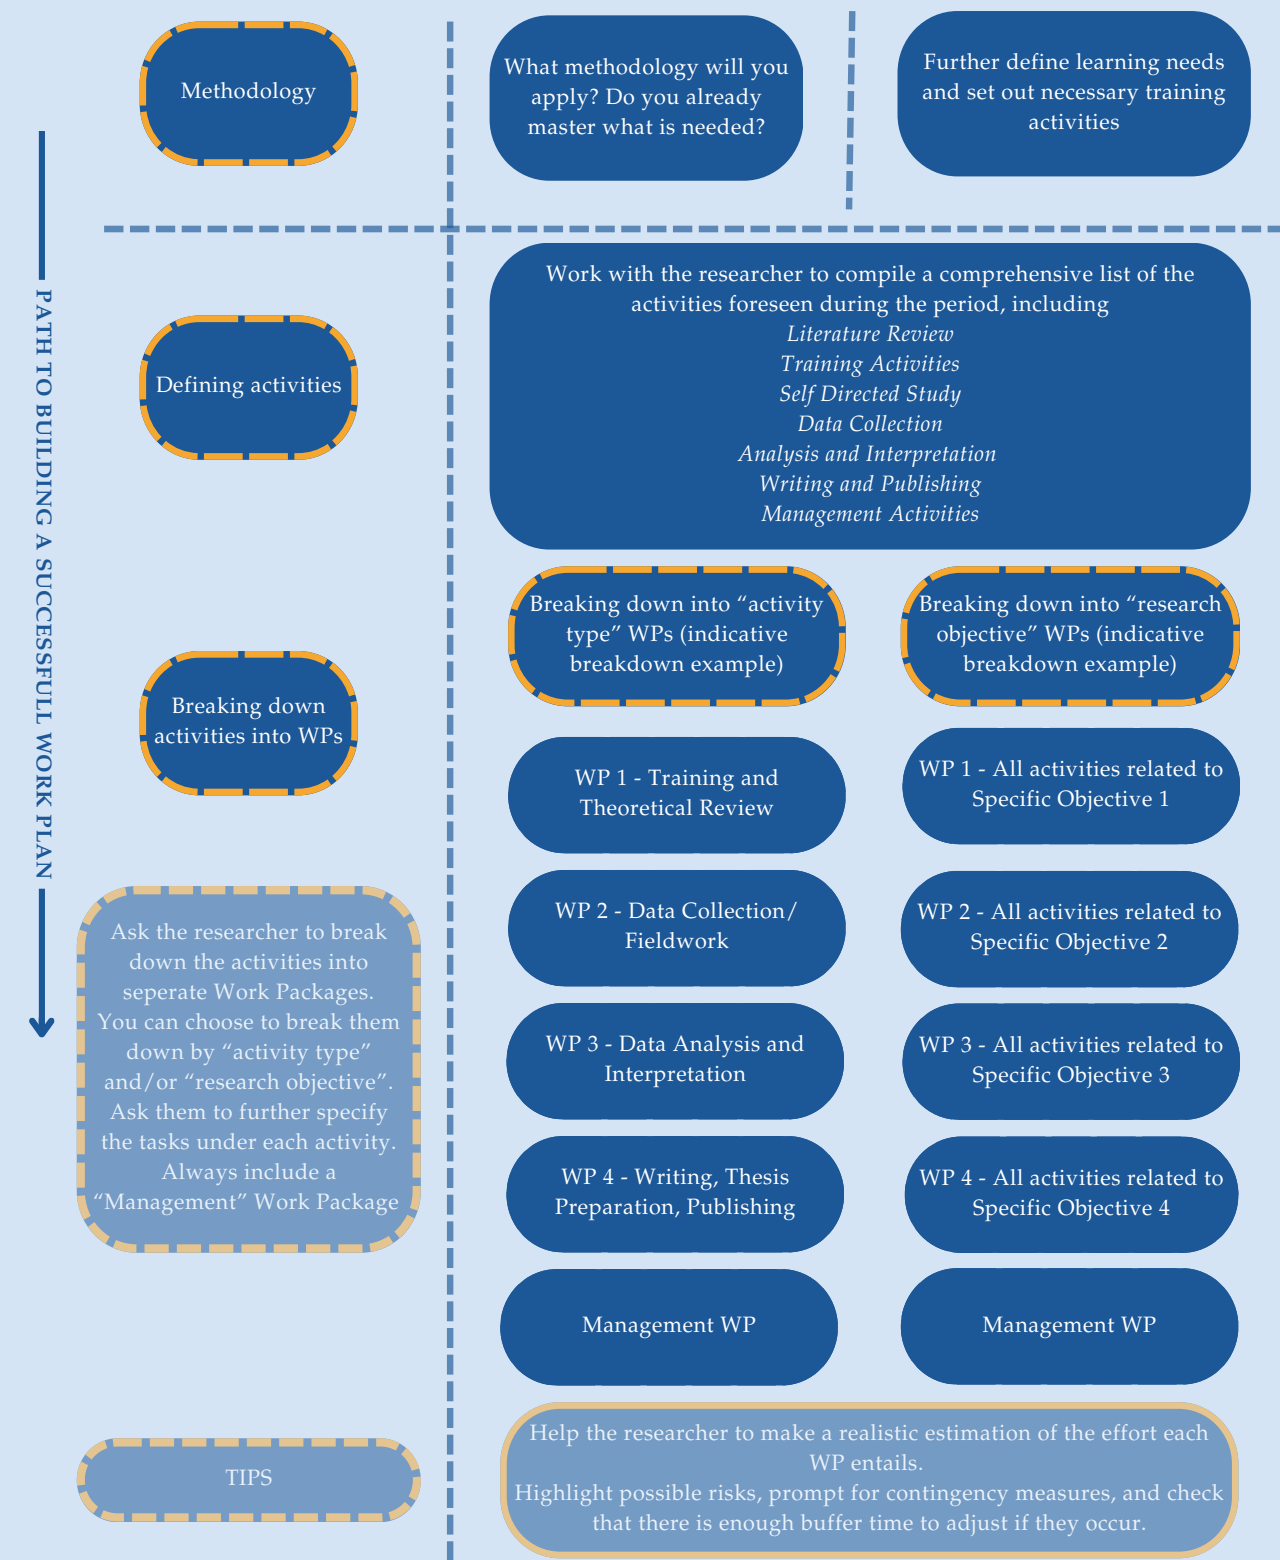 Methodology
What methodology will you
apply? Do you already
master what is needed?
Further define learning needs
and set out necessary training
activities
PATH TO BUILDING A SUCCESSFULL WORK PLAN
Defining activities
Work with the researcher to compile a comprehensive list of the
activities foreseen during the period, including
Literature Review
Training Activities
Self Directed Study
Data Collection
Analysis and Interpretation
Writing and Publishing
Management Activities
Breaking down
activities into WPs
Breaking down into “activity
type” WPs (indicative
breakdown example)
Breaking down into “research
objective” WPs (indicative
breakdown example)
WP 1 - Training and
Theoretical Review
WP 1 - All activities related to
Specific Objective 1
Ask the researcher to break
down the activities into
seperate Work Packages.
You can choose to break them
down by “activity type”
and/or “research objective”.
Ask them to further specify
the tasks under each activity.
Always include a
“Management” Work Package
WP 2 - Data Collection/
Fieldwork
WP 2 - All activities related to
Specific Objective 2
WP 3 - Data Analysis and
Interpretation
WP 3 - All activities related to
Specific Objective 3
WP 4 - Writing, Thesis
Preparation, Publishing
WP 4 - All activities related to
Specific Objective 4
Management WP
Management WP
TIPS
Help the researcher to make a realistic estimation of the effort each
WP entails.
Highlight possible risks, prompt for contingency measures, and check
that there is enough buffer time to adjust if they occur.